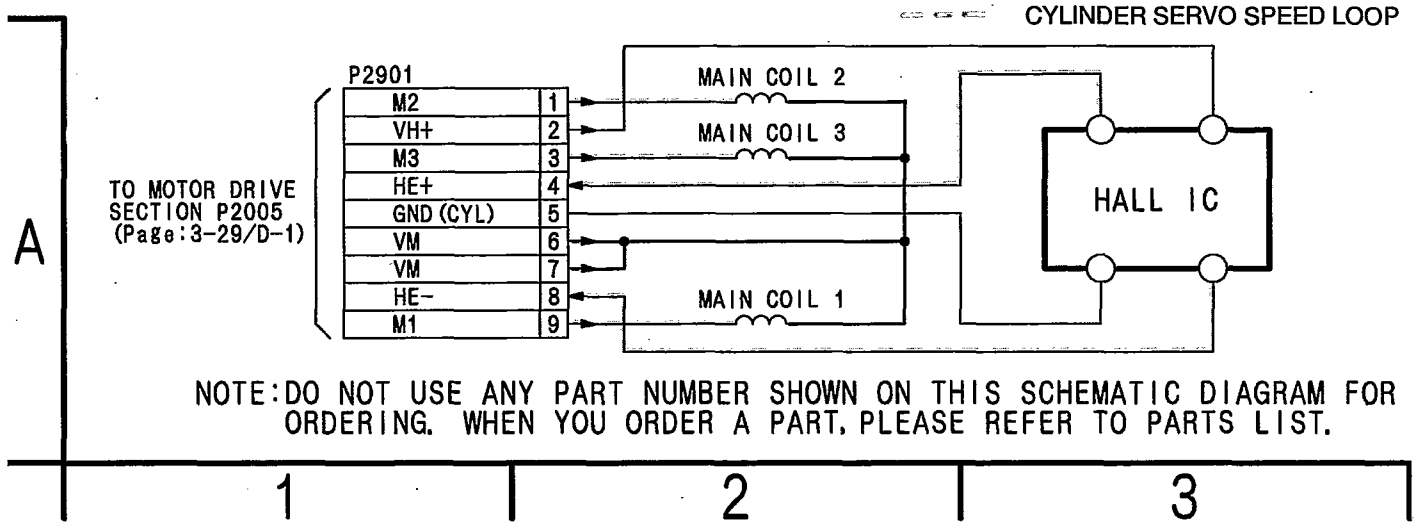 CYLINDER SERVO SPEED LOOP
P2901
M2 1
VH+ 2
M3 3
HE+ 4
GND (CYL) 5
VM 6
VM 7
HE- 8
M1 9
TO MOTOR DRIVE
SECTION P2005
(Page:3-29/D-1)
MAIN COIL 2
MAIN COIL 3
MAIN COIL 1
HALL IC
A
NOTE:DO NOT USE ANY PART NUMBER SHOWN ON THIS SCHEMATIC DIAGRAM FOR
ORDERING. WHEN YOU ORDER A PART, PLEASE REFER TO PARTS LIST.
1 2 3